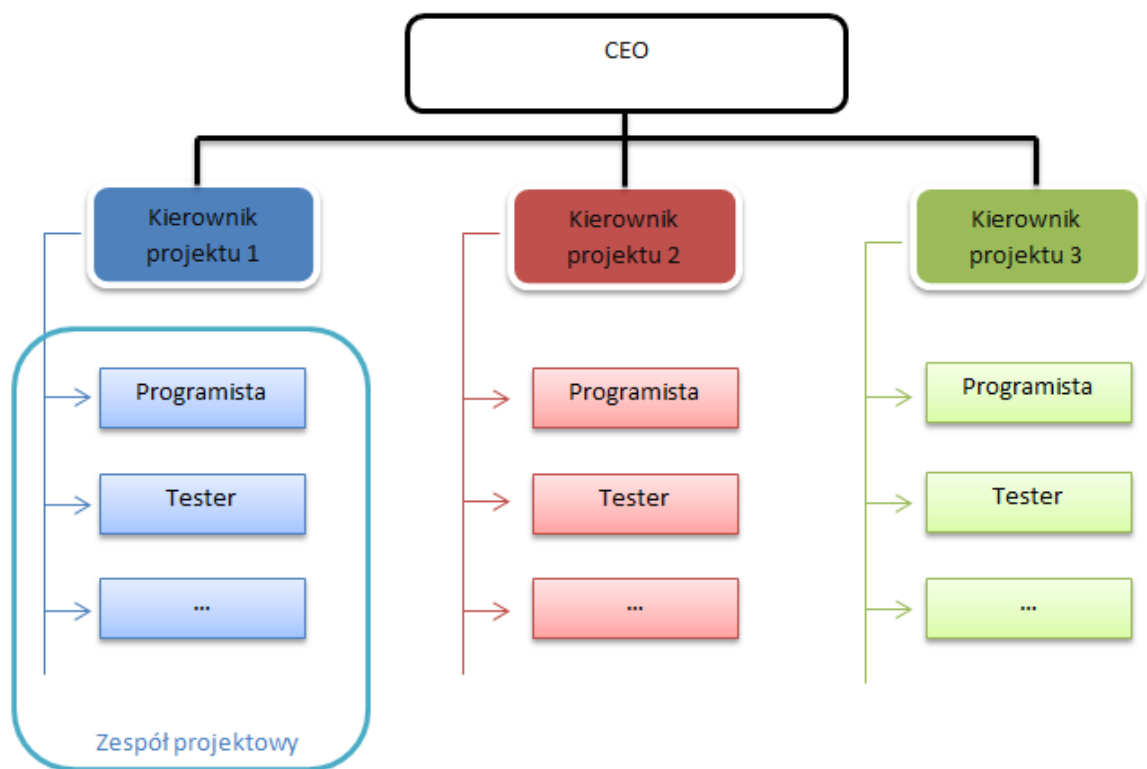 CEO
Kierownik
projektu 1
Kierownik
projektu 2
Kierownik
projektu 3
Programista
Tester
...
Zespół projektowy
Programista
Tester
...
Programista
Tester
...